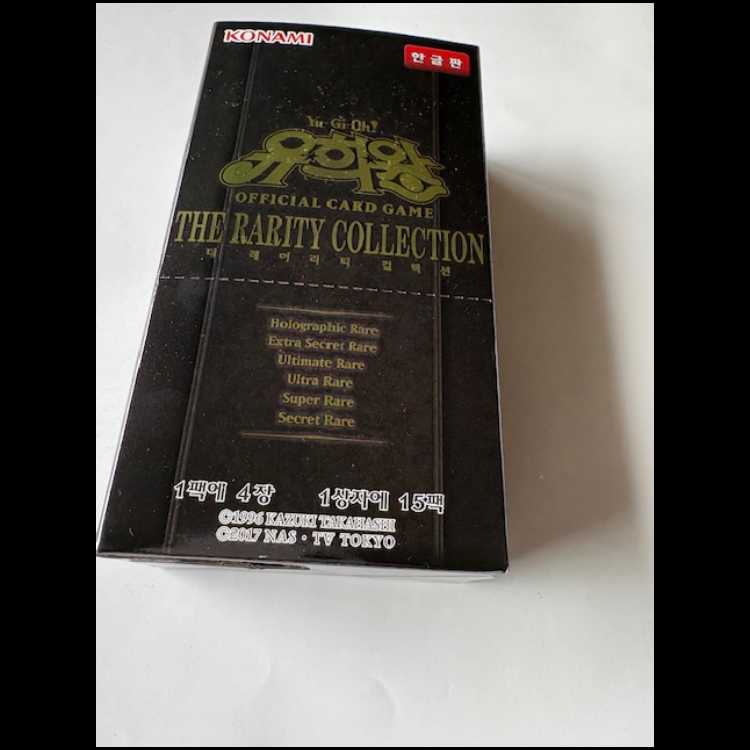 KONAMI
한글판
Yu-Gi-Oh!
유희왕
OFFICIAL CARD GAME
THE RARITY COLLECTION
더 레어리티 컬렉션
Holographic Rare
Extra Secret Rare
Ultimate Rare
Ultra Rare
Super Rare
Secret Rare
1팩에 4장 1상자에 15팩
©1996 KAZUKI TAKAHASHI
©2017 NAS・TV TOKYO